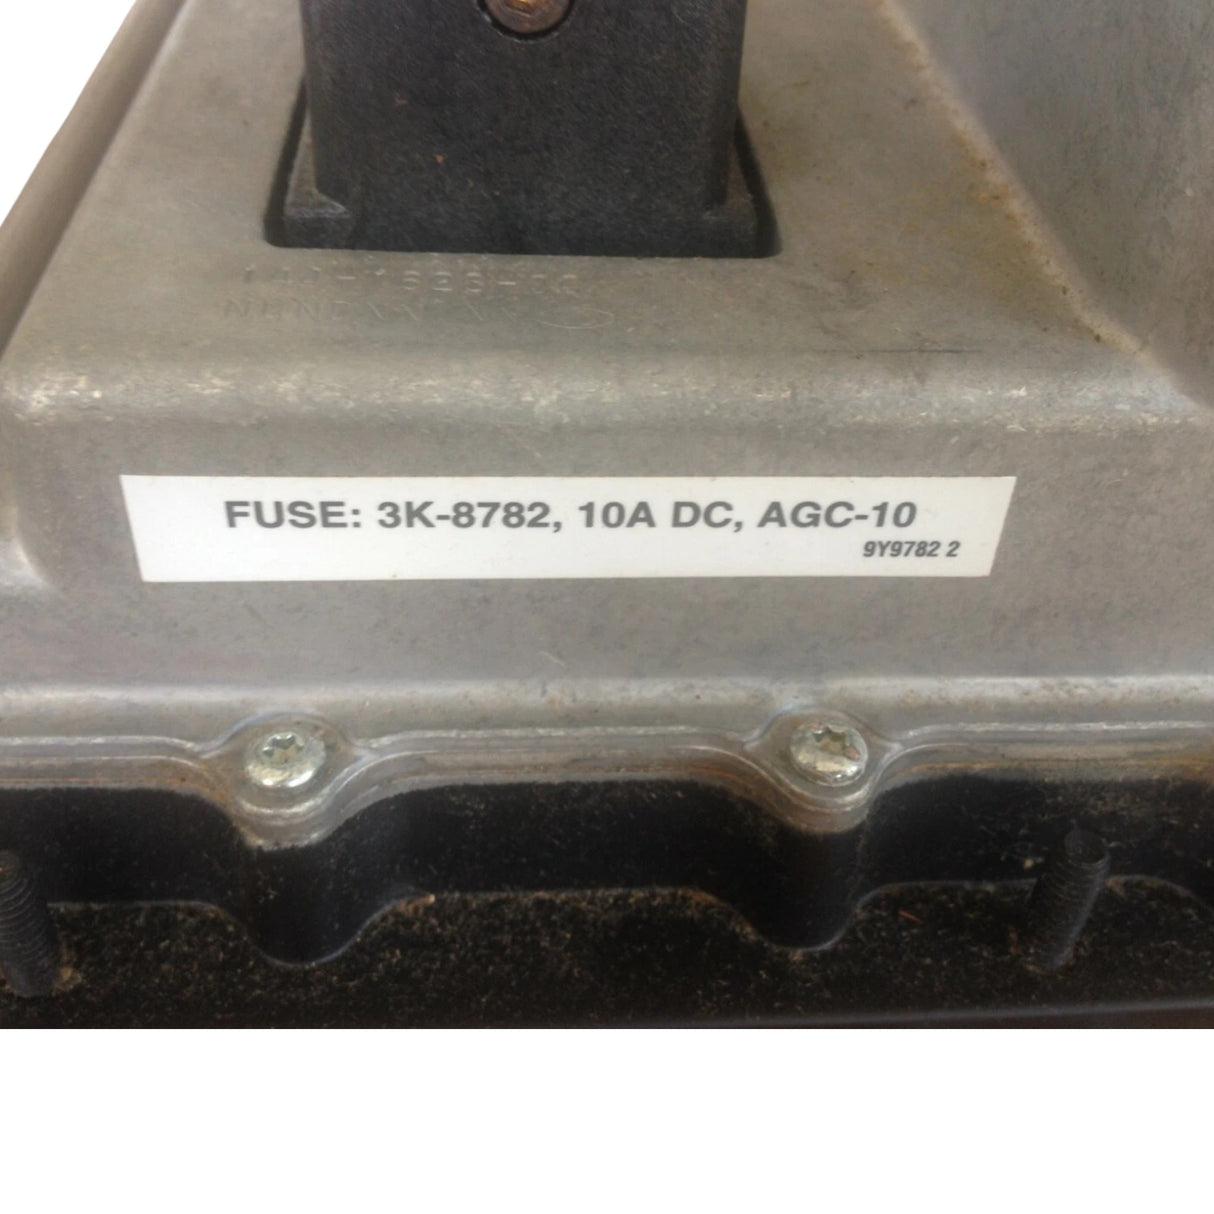 FUSE: 3K-8782, 10A DC, AGC-10
9Y9782 2